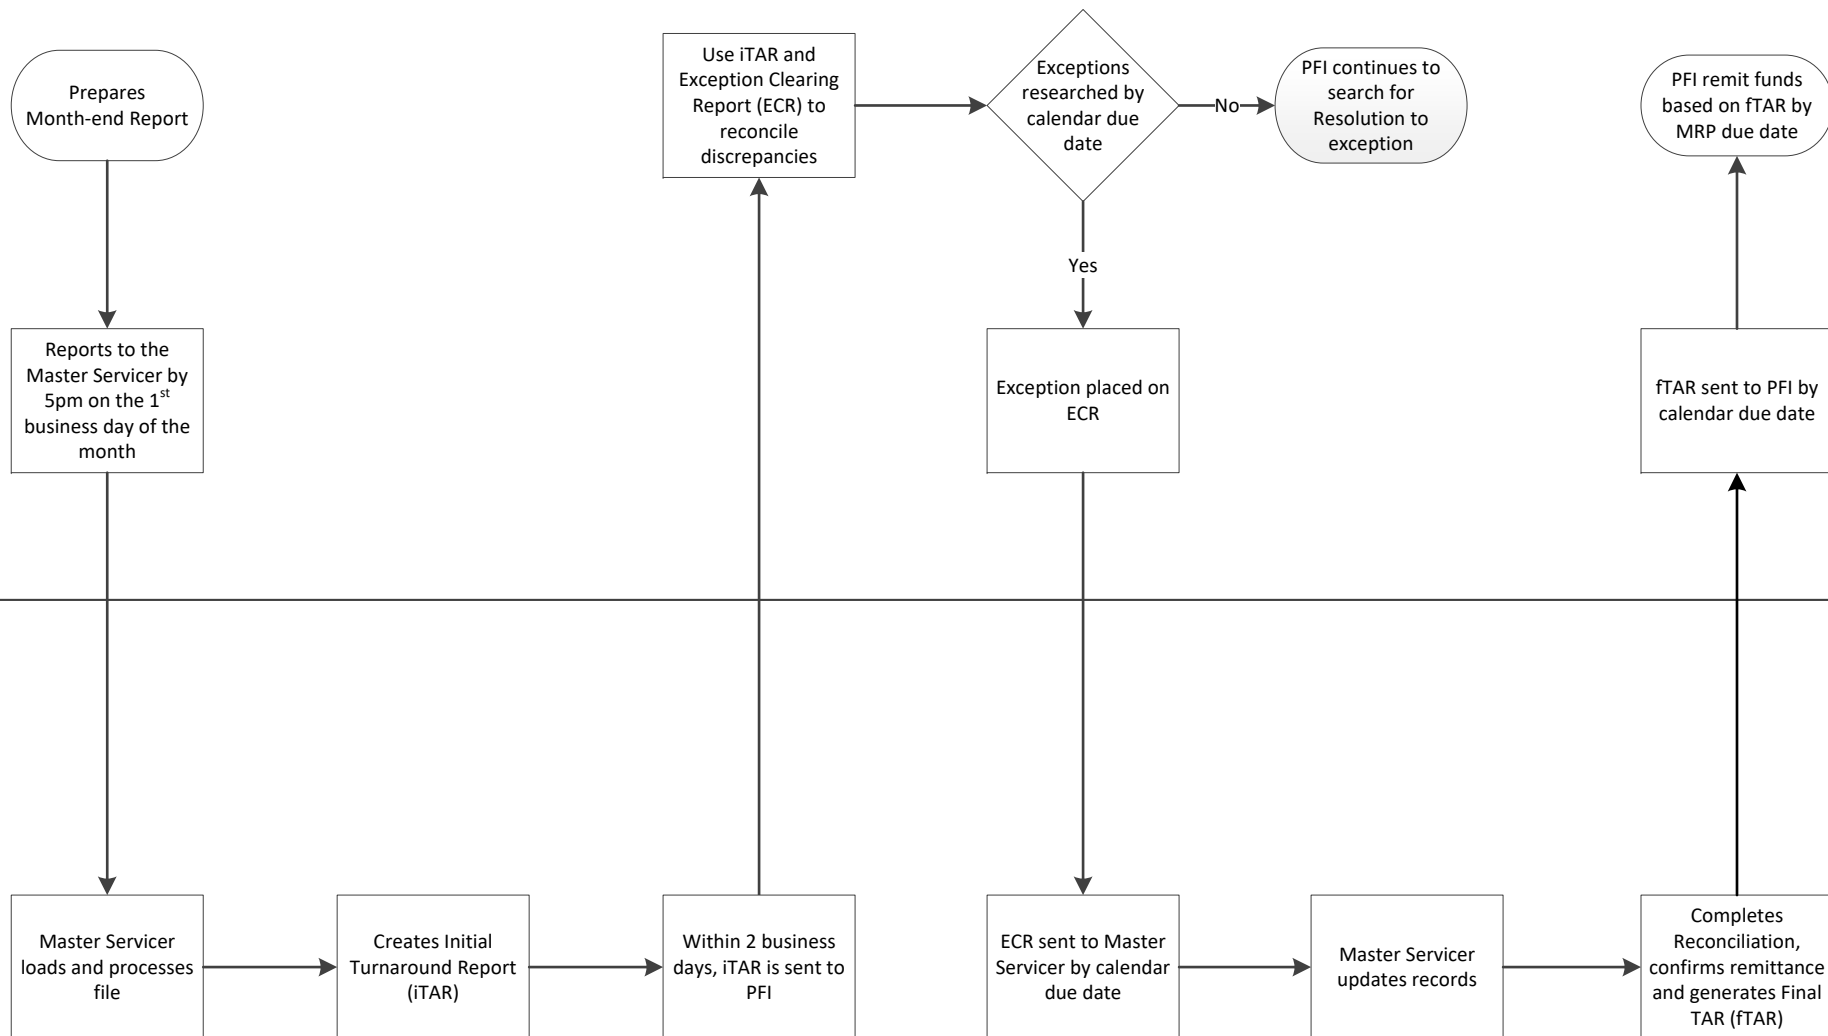 Prepares
Month-end Report
Use iTAR and
Exception Clearing
Report (ECR) to
reconcile
discrepancies
Exceptions
researched by
calendar due
date
No
PFI continues to
search for
Resolution to
exception
PFI remit funds
based on fTAR by
MRP due date
Yes
Reports to the
Master Servicer by
5pm on the 1st
business day of the
month
Exception placed on
ECR
fTAR sent to PFI by
calendar due date
Master Servicer
loads and processes
file
Creates Initial
Turnaround Report
(iTAR)
Within 2 business
days, iTAR is sent to
PFI
ECR sent to Master
Servicer by calendar
due date
Master Servicer
updates records
Completes
Reconciliation,
confirms remittance
and generates Final
TAR (fTAR)